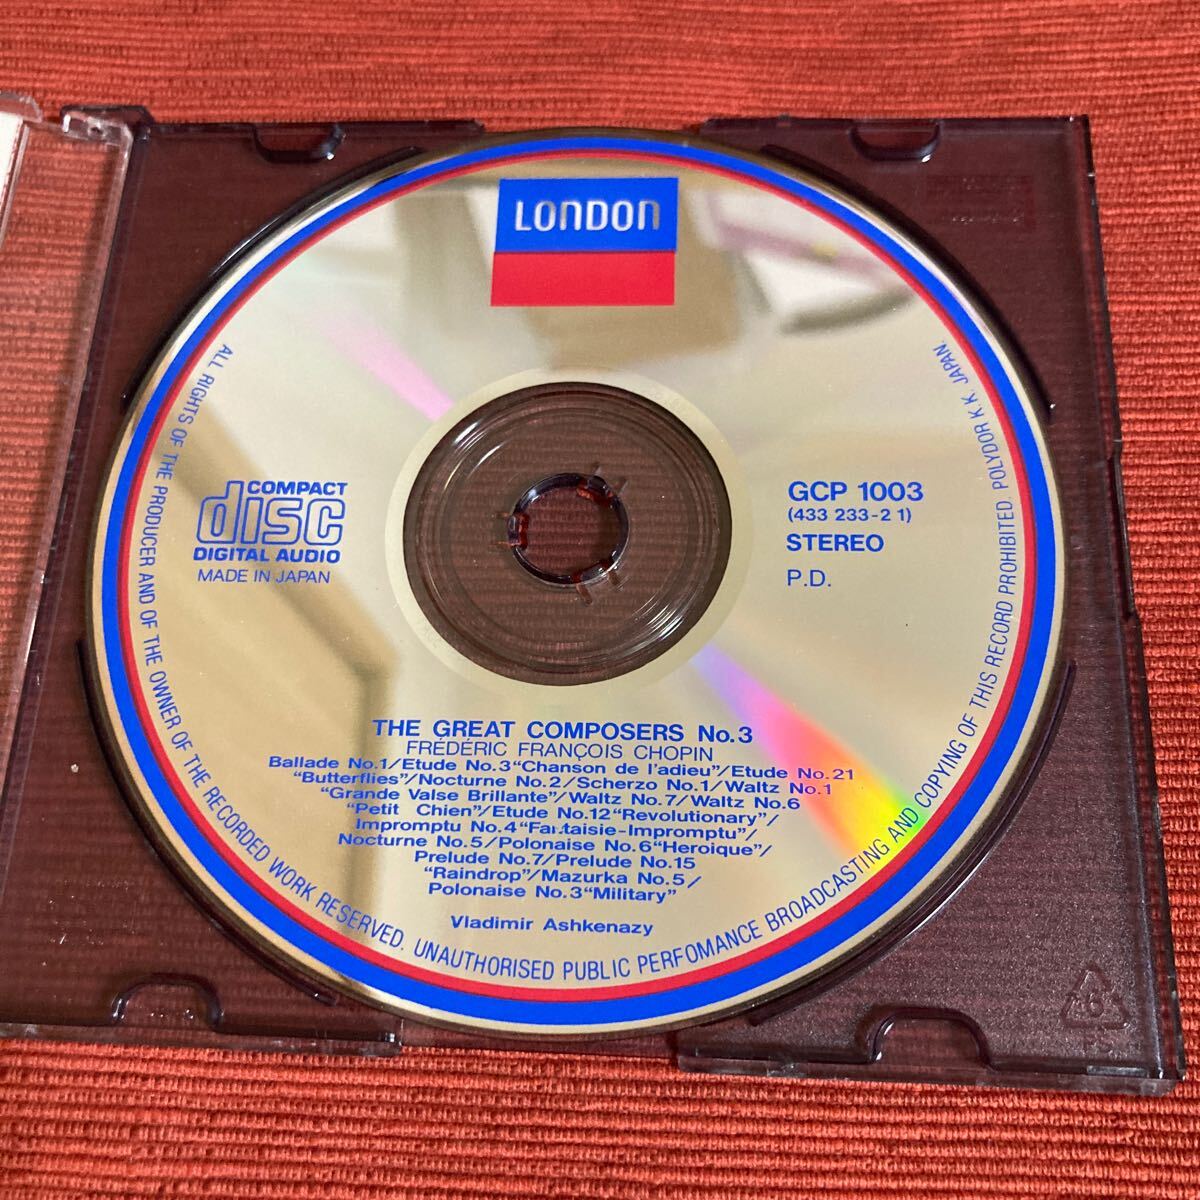 LONDON
COMPACT
disc
DIGITAL AUDIO
MADE IN JAPAN
GCP 1003
(433 233-2 1)
STEREO
P.D.
THE GREAT COMPOSERS No.3
FRÉDÉRIC FRANÇOIS CHOPIN
Ballade No.1/Etude No.3“Chanson de l'adieu”/Etude No.21
“Butterflies”/Nocturne No.2/Scherzo No.1/Waltz No.1
“Grande Valse Brillante”/Waltz No.7/Waltz No.6
“Petit Chien”/Etude No.12“Revolutionary”/
Impromptu No.4“Fantaisie-Impromptu”/
Nocturne No.5/Polonaise No.6“Heroique”/
Prelude No.7/Prelude No.15
“Raindrop”/Mazurka No.5/
Polonaise No.3“Military”
Vladimir Ashkenazy
ALL RIGHTS OF THE PRODUCER AND OF THE OWNER OF THE RECORDED WORK RESERVED. UNAUTHORISED PUBLIC PERFOMANCE BROADCASTING AND COPYING OF THIS RECORD PROHIBITED. POLYDOR K.K. JAPAN.
6
PS